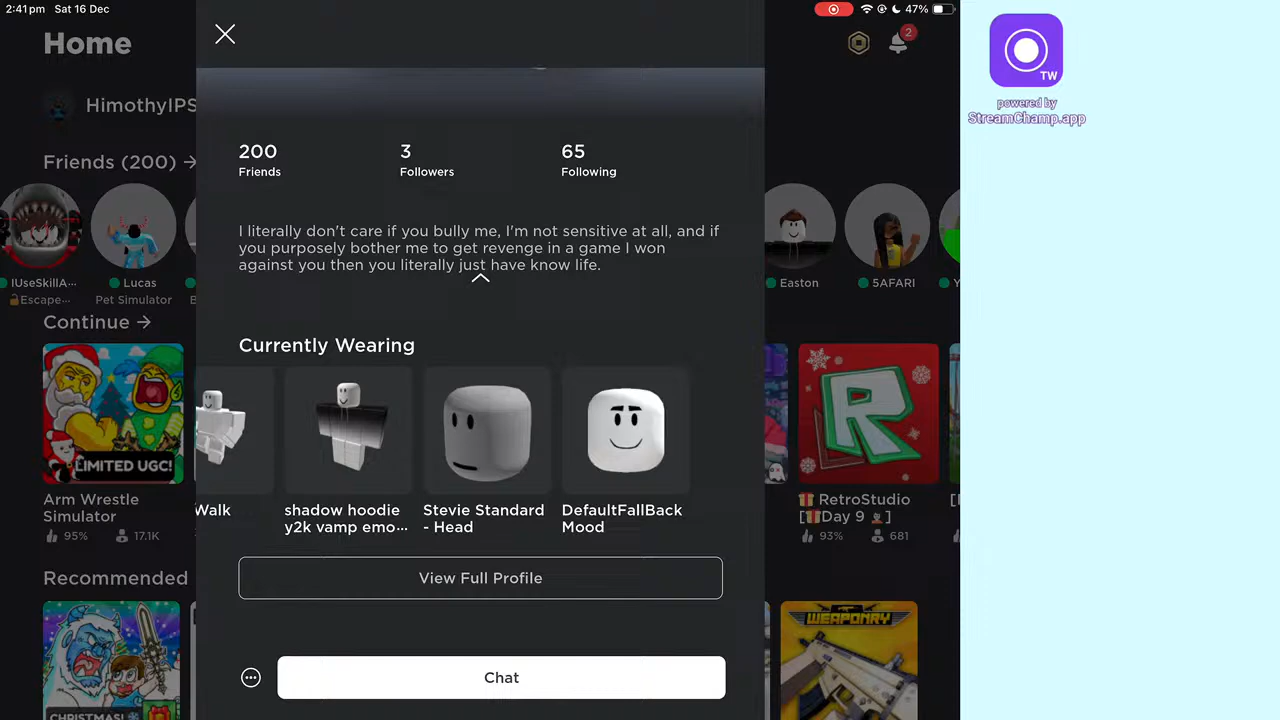 2:41pm Sat 16 Dec
47%
Home
2
TW
powered by
StreamChamp.app
HimothyIPS
200
Friends
3
Followers
65
Following
Friends (200) →
I literally don't care if you bully me, I'm not sensitive at all, and if
you purposely bother me to get revenge in a game I won
against you then you literally just have know life.
IUseSkillA...
Escape...
Lucas
Pet Simulator
Easton
5AFARI
Continue →
Currently Wearing
LIMITED UGC!
Walk
shadow hoodie
y2k vamp emo...
Stevie Standard
- Head
DefaultFallBack
Mood
Arm Wrestle
Simulator
95% 17.1K
RetroStudio
[🎁Day 9
93% 681
View Full Profile
Recommended
WEAPONRY
Chat
CHRISTMAS!